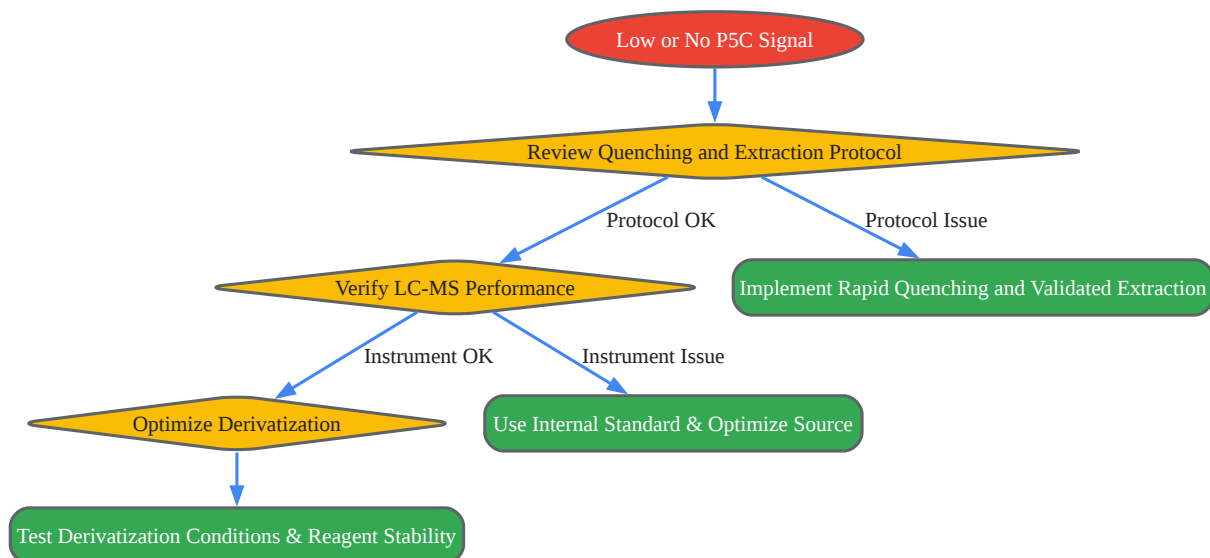 Low or No P5C Signal
Review Quenching and Extraction Protocol
Protocol OK
Protocol Issue
Verify LC-MS Performance
Implement Rapid Quenching and Validated Extraction
Instrument OK
Instrument Issue
Optimize Derivatization
Use Internal Standard & Optimize Source
Test Derivatization Conditions & Reagent Stability